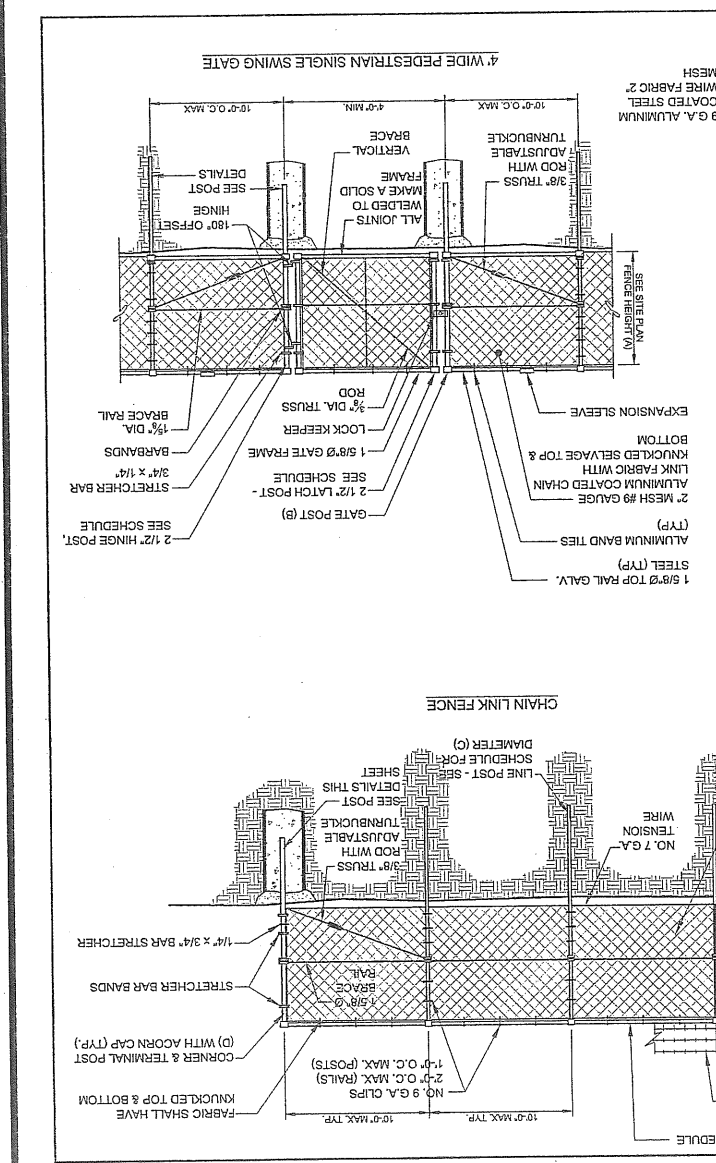 EDULE
10'-0" MAX. TYP.
10'-0" MAX. TYP.
FABRIC SHALL HAVE
KNUCKLED TOP & BOTTOM
NO. 9 G.A. CLIPS
2'-0" O.C. MAX. (RAILS)
1'-0" O.C. MAX. (POSTS)
CORNER & TERMINAL POST
(D) WITH ACORN CAP (TYP.)
1 5/8" Ø
BRACE
RAIL
STRETCHER BAR BANDS
1/4" x 3/4" BAR STRETCHER
NO. 7 G.A.
TENSION
WIRE
3/8" TRUSS
ROD WITH
ADJUSTABLE
TURNBUCKLE
SEE POST
DETAILS THIS
SHEET
LINE POST - SEE
SCHEDULE FOR
DIAMETER (C)
CHAIN LINK FENCE
1 5/8"Ø TOP RAIL GALV.
STEEL (TYP)
ALUMINUM BAND TIES
(TYP)
2" MESH #9 GAUGE
ALUMINUM COATED CHAIN
LINK FABRIC WITH
KNUCKLED SELVAGE TOP &
BOTTOM
EXPANSION SLEEVE
GATE POST (B)
2 1/2" LATCH POST -
SEE SCHEDULE
1 5/8 Ø GATE FRAME
LOCK KEEPER
3/8" DIA. TRUSS
ROD
2 1/2" HINGE POST,
SEE SCHEDULE
STRETCHER BAR
3/4" x 1/4"
BARBANDS
1 5/8" DIA.
BRACE RAIL
SEE SITE PLAN
FENCE HEIGHT (A)
3/8" TRUSS
ROD WITH
ADJUSTABLE
TURNBUCKLE
ALL JOINTS
WELDED TO
MAKE A SOLID
FRAME
VERTICAL
BRACE
180° OFFSET
HINGE
SEE POST
DETAILS
10'-0" O.C. MAX
4'-0" MIN.
10'-0" O.C. MAX
4' WIDE PEDESTRIAN SINGLE SWING GATE
9 G.A. ALUMINUM
COATED STEEL
WIRE FABRIC 2"
MESH